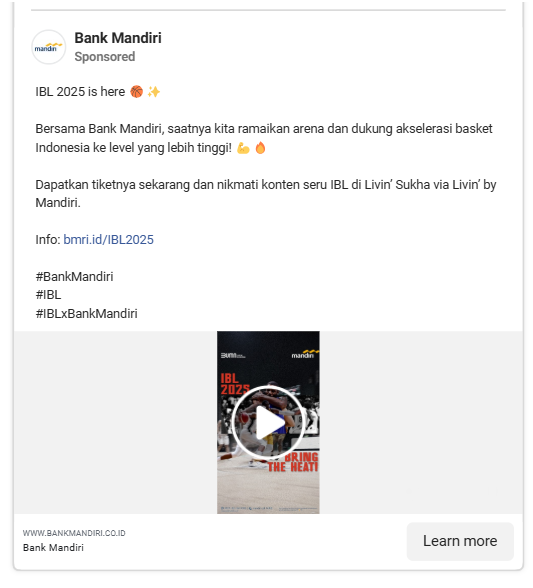 mandiri
Bank Mandiri
Sponsored
IBL 2025 is here 🏀 ✨
Bersama Bank Mandiri, saatnya kita ramaikan arena dan dukung akselerasi basket
Indonesia ke level yang lebih tinggi! 💪 🔥
Dapatkan tiketnya sekarang dan nikmati konten seru IBL di Livin’ Sukha via Livin’ by
Mandiri.
Info: bmri.id/IBL2025
#BankMandiri
#IBL
#IBLxBankMandiri
BUMN mandiri
IBL
2025
BRING
THE HEAT!
WWW.BANKMANDIRI.CO.ID
Bank Mandiri
Learn more